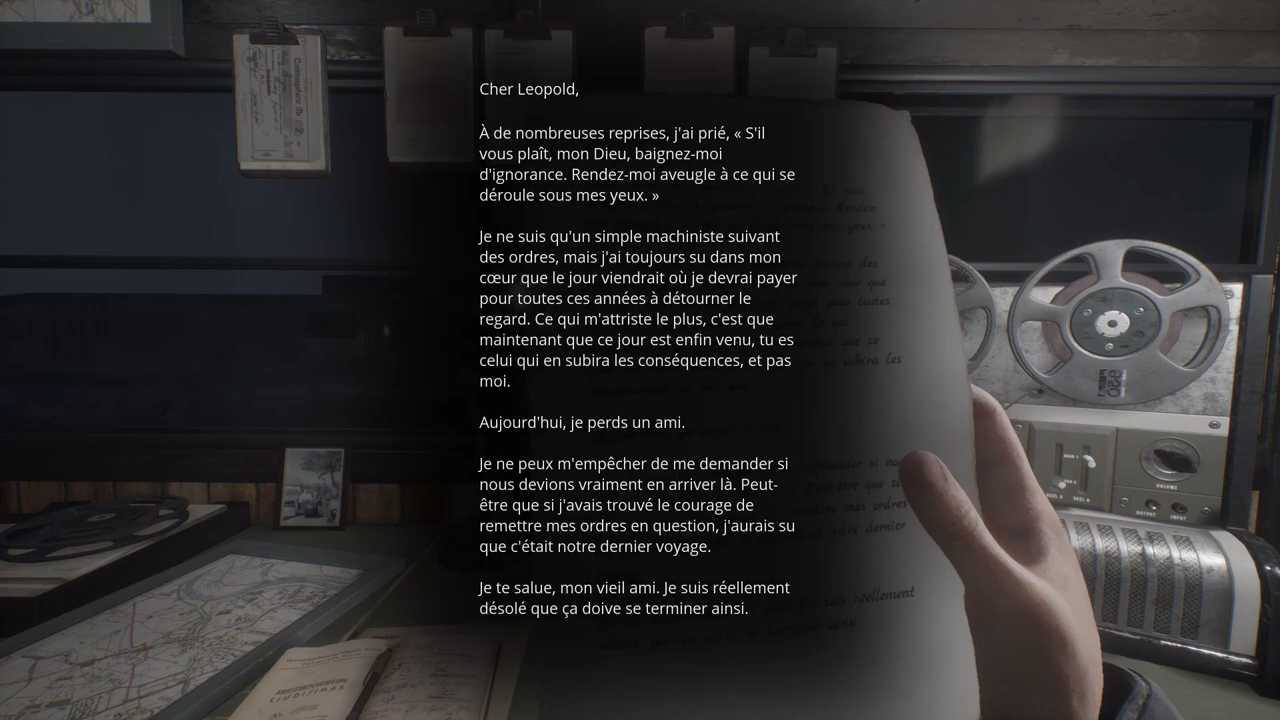 Cher Leopold,
À de nombreuses reprises, j'ai prié, « S'il
vous plaît, mon Dieu, baignez-moi
d'ignorance. Rendez-moi aveugle à ce qui se
déroule sous mes yeux. »
Je ne suis qu'un simple machiniste suivant
des ordres, mais j'ai toujours su dans mon
cœur que le jour viendrait où je devrai payer
pour toutes ces années à détourner le
regard. Ce qui m'attriste le plus, c'est que
maintenant que ce jour est enfin venu, tu es
celui qui en subira les conséquences, et pas
moi.
Aujourd'hui, je perds un ami.
Je ne peux m'empêcher de me demander si
nous devions vraiment en arriver là. Peut-
être que si j'avais trouvé le courage de
remettre mes ordres en question, j'aurais su
que c'était notre dernier voyage.
Je te salue, mon vieil ami. Je suis réellement
désolé que ça doive se terminer ainsi.
VOLUME
OUTPUT
INPUT